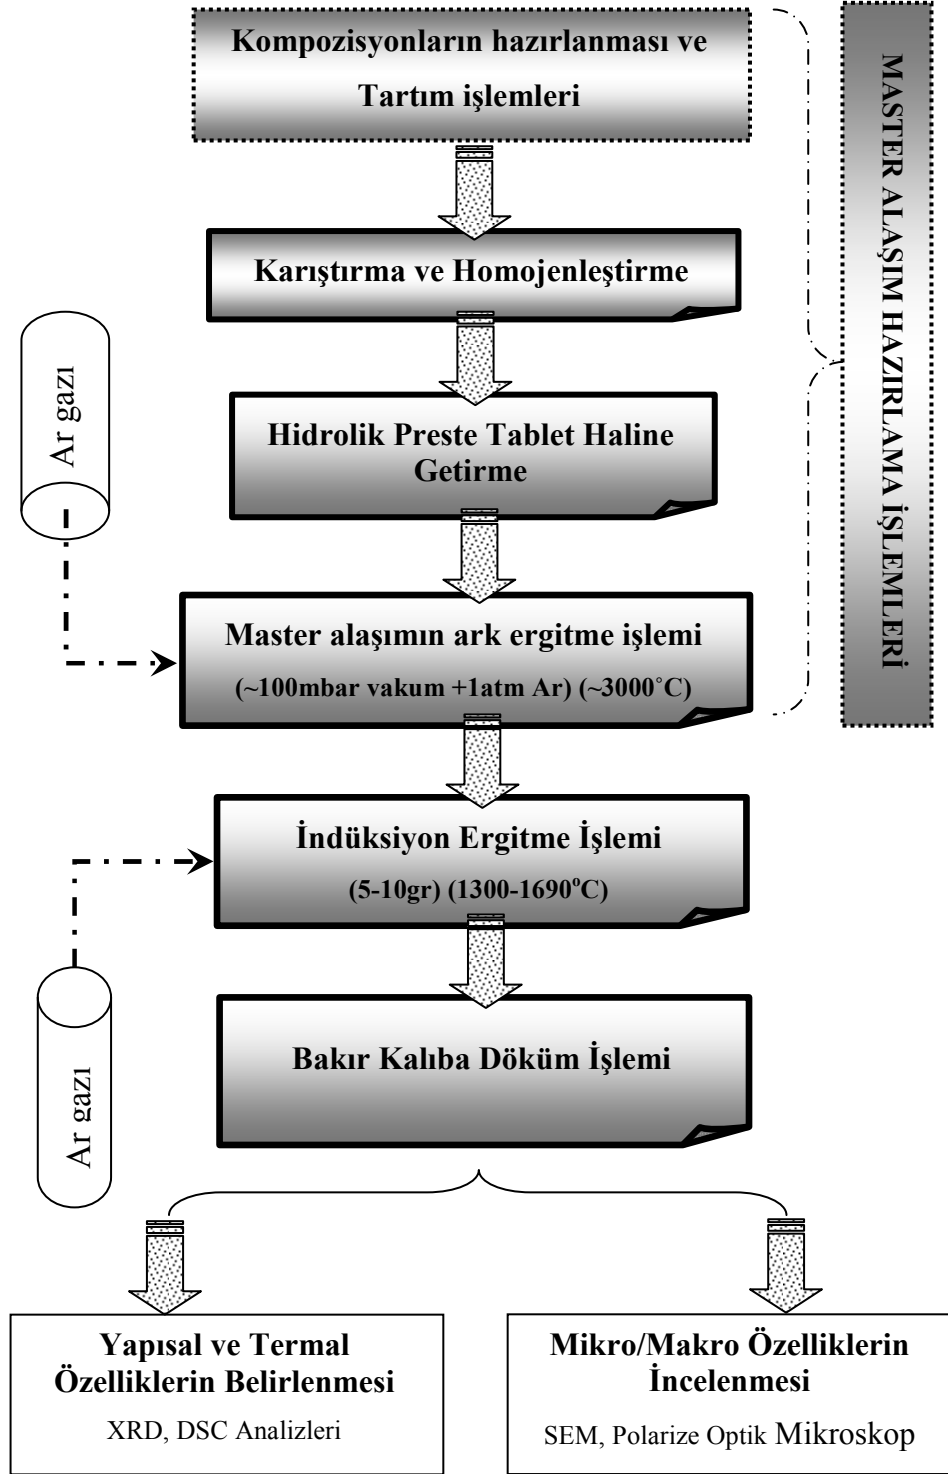 Kompozisyonların hazırlanması ve
Tartım işlemleri
Karıştırma ve Homojenleştirme
Hidrolik Preste Tablet Haline
Getirme
Master alaşımın ark ergitme işlemi
(~100mbar vakum +1atm Ar) (~3000˚C)
MASTER ALAŞIM HAZIRLAMA İŞLEMLERİ
Ar gazı
İndüksiyon Ergitme İşlemi
(5-10gr) (1300-1690ºC)
Ar gazı
Bakır Kalıba Döküm İşlemi
Yapısal ve Termal
Özelliklerin Belirlenmesi
XRD, DSC Analizleri
Mikro/Makro Özelliklerin
İncelenmesi
SEM, Polarize Optik Mikroskop